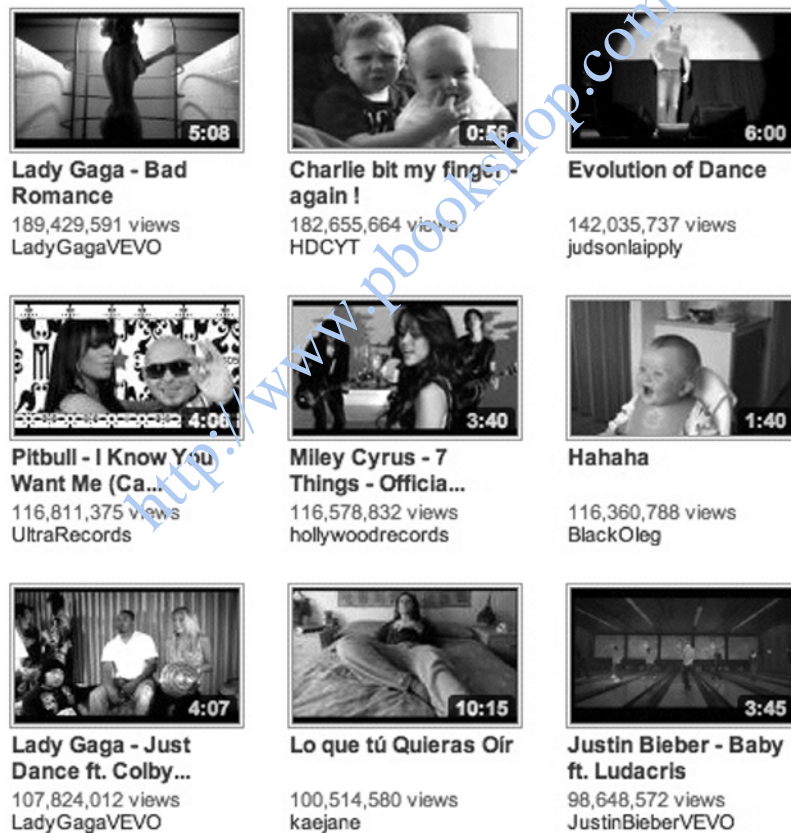 5:08
Lady Gaga - Bad
Romance
189,429,591 views
LadyGagaVEVO
0:56
Charlie bit my finger -
again !
182,655,664 views
HDCYT
6:00
Evolution of Dance
142,035,737 views
judsonlaipply
4:06
Pitbull - I Know You
Want Me (Ca...
116,811,375 views
UltraRecords
3:40
Miley Cyrus - 7
Things - Officia...
116,578,832 views
hollywoodrecords
1:40
Hahaha
116,360,788 views
BlackOleg
4:07
Lady Gaga - Just
Dance ft. Colby...
107,824,012 views
LadyGagaVEVO
10:15
Lo que tú Quieras Oír
100,514,580 views
kaejane
3:45
Justin Bieber - Baby
ft. Ludacris
98,648,572 views
JustinBieberVEVO
http://www.pbookshop.com